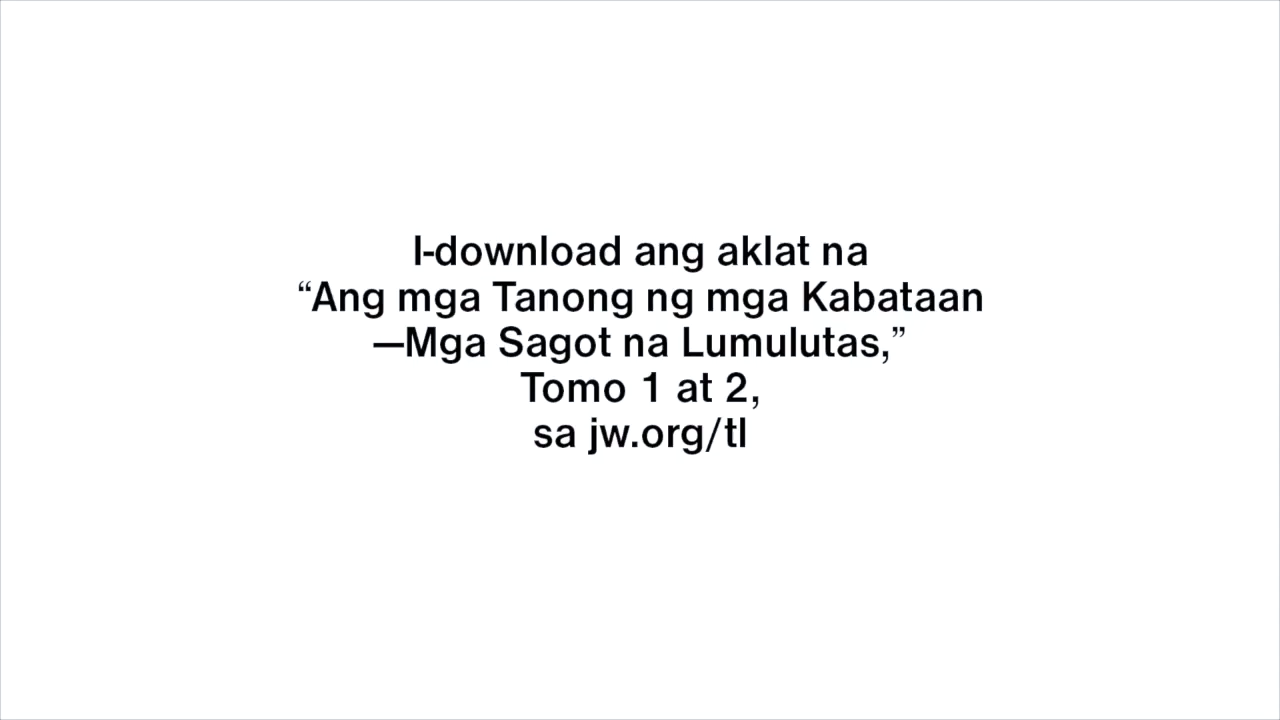 I-download ang aklat na
“Ang mga Tanong ng mga Kabataan
—Mga Sagot na Lumulutas,”
Tomo 1 at 2,
sa jw.org/tl